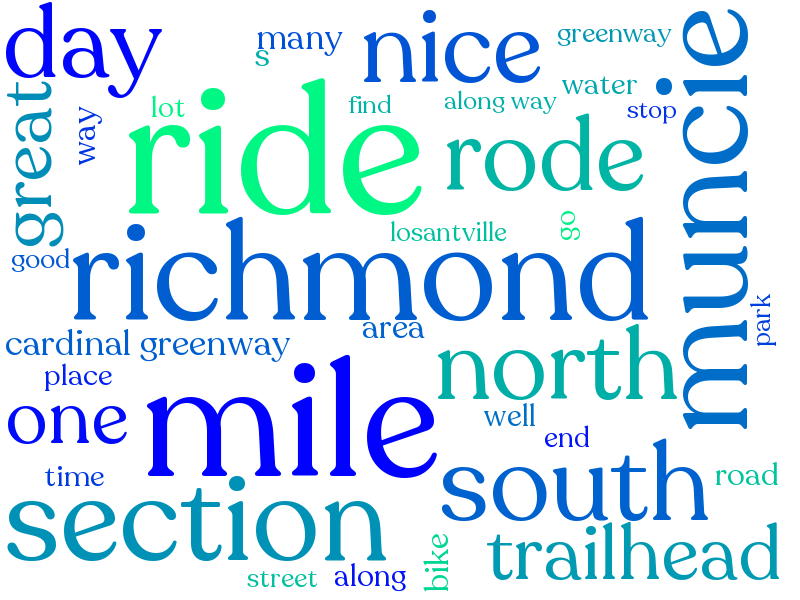 day
many
s
nice
greenway
muncie
great
way
lot
ride
find
along way
water
stop
rode
good
richmond
losantville
go
park
cardinal greenway
area
north
place
mile
one
well
end
time
south
road
section
trailhead
street
along
bike